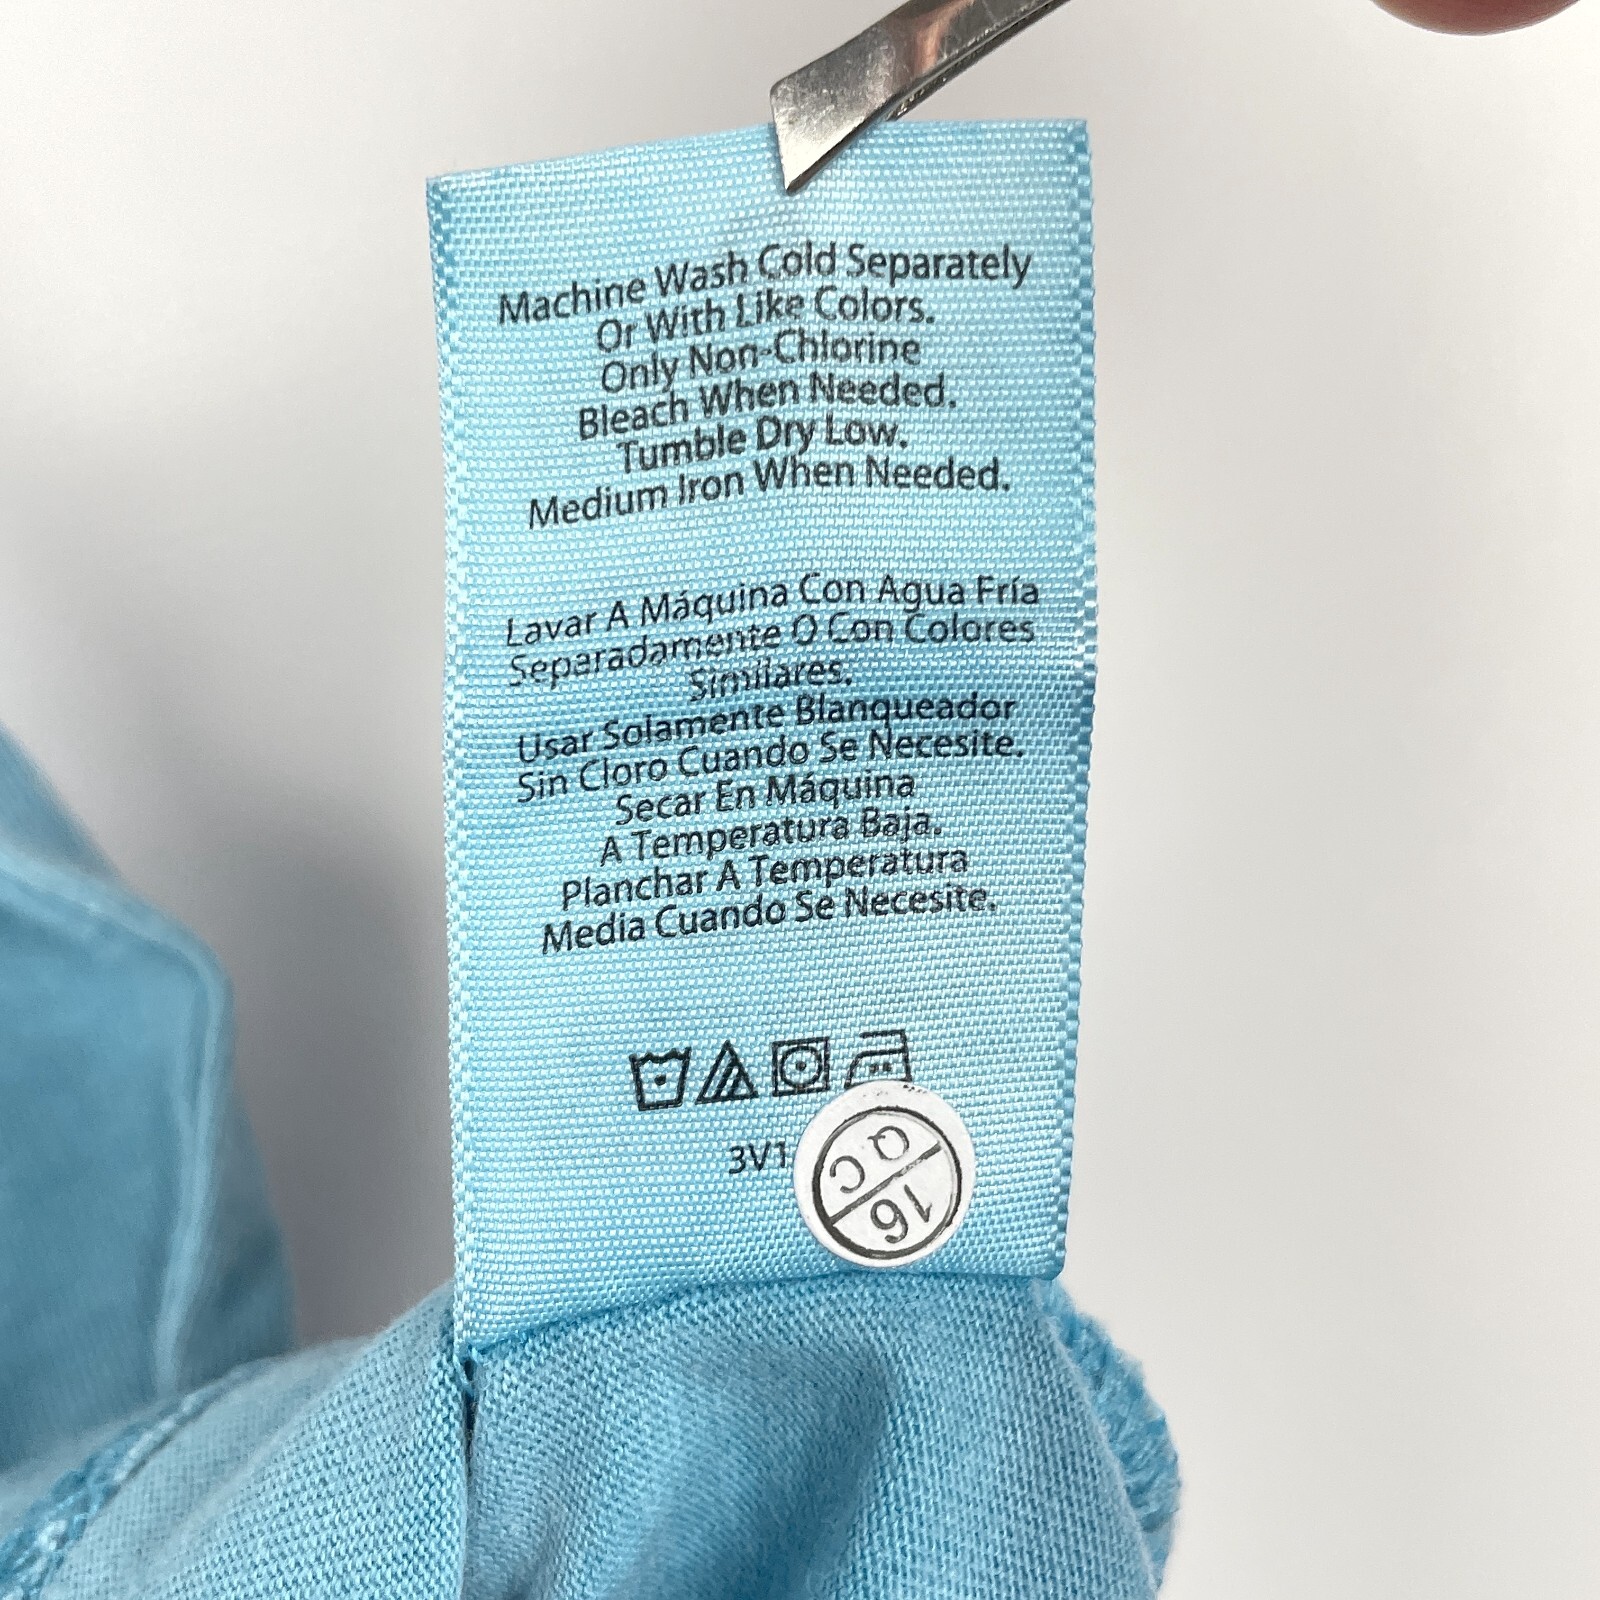 Machine Wash Cold Separately
Or With Like Colors.
Only Non-Chlorine
Bleach When Needed.
Tumble Dry Low.
Medium Iron When Needed.
Lavar A Máquina Con Agua Fría
Separadamente O Con Colores
Similares.
Usar Solamente Blanqueador
Sin Cloro Cuando Se Necesite.
Secar En Máquina
A Temperatura Baja.
Planchar A Temperatura
Media Cuando Se Necesite.
3V1
QC
16